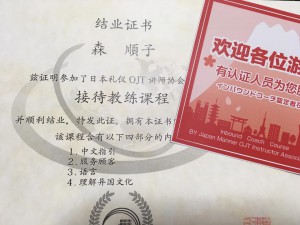 结业证书
森 順子
兹证明参加了日本礼仪OJT讲师协会
接待教练课程
并顺利结业，特发此证，拥有本证书
该课程含有以下四部分的内
1. 中文指引
2. 服务顾客
3. 语言
4. 理解异国文化
欢迎各位游
有认证人员为您服
インバウンドコーチ認定者
Inbound Coach Course
BY Japan Manner OJT Instructor Associa